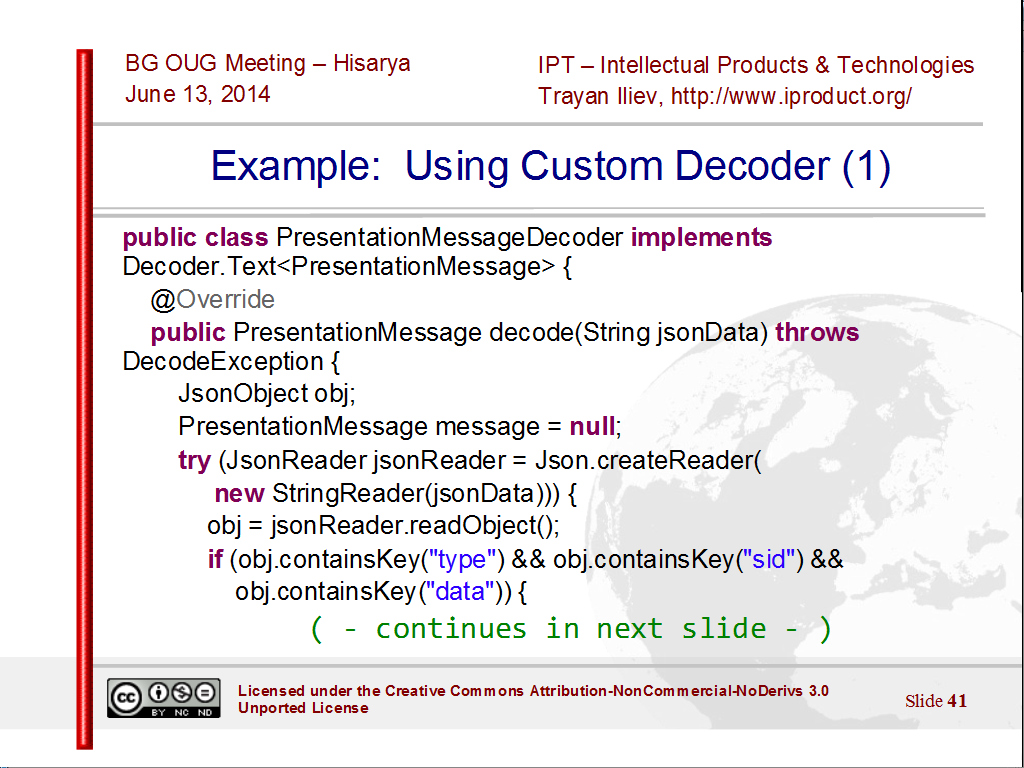 BG OUG Meeting – Hisarya
June 13, 2014
IPT – Intellectual Products & Technologies
Trayan Iliev, http://www.iproduct.org/
Example: Using Custom Decoder (1)
public class PresentationMessageDecoder implements
Decoder.Text<PresentationMessage> {
@Override
public PresentationMessage decode(String jsonData) throws
DecodeException {
JsonObject obj;
PresentationMessage message = null;
try (JsonReader jsonReader = Json.createReader(
new StringReader(jsonData))) {
obj = jsonReader.readObject();
if (obj.containsKey("type") && obj.containsKey("sid") &&
obj.containsKey("data")) {
( - continues in next slide - )
cc
BY NC ND
Licensed under the Creative Commons Attribution-NonCommercial-NoDerivs 3.0
Unported License
Slide 41